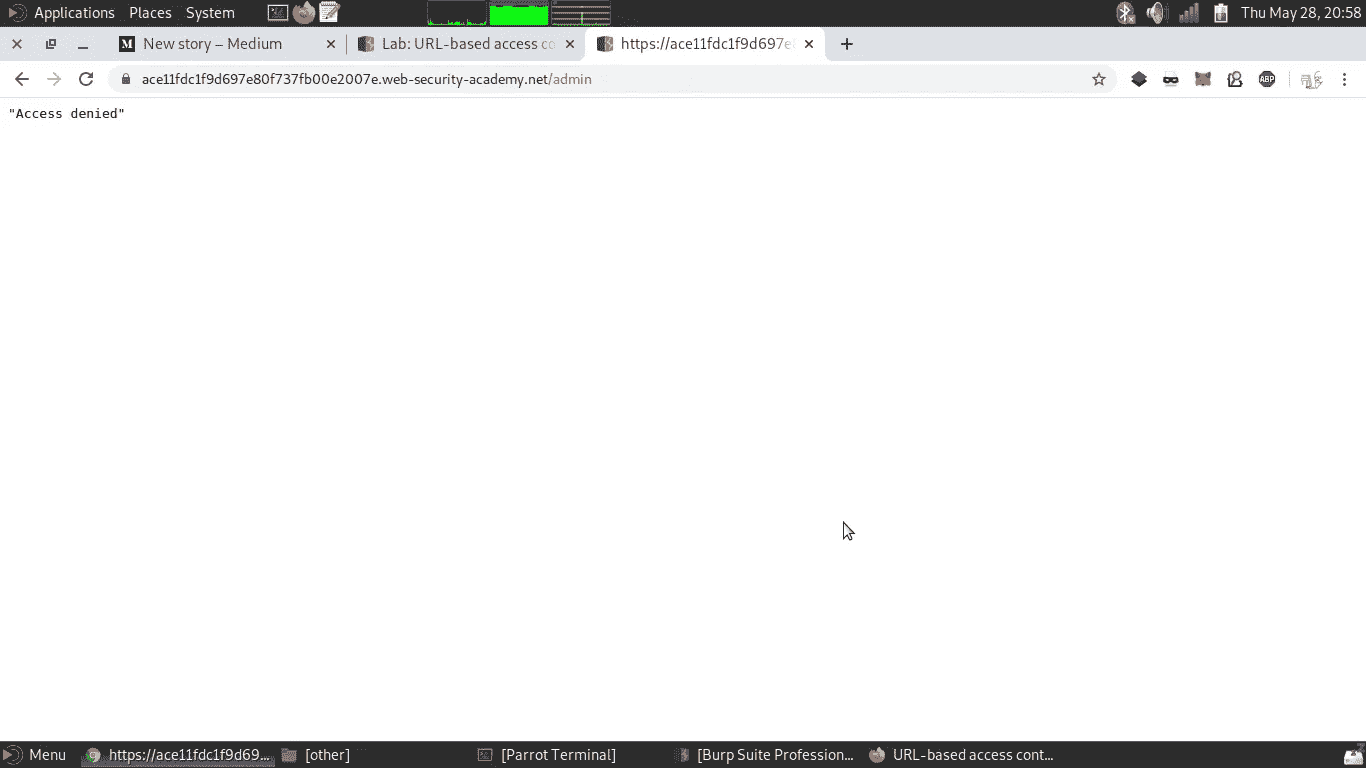 Applications Places System Thu May 28, 20:58
New story – Medium Lab: URL-based access co https://ace11fdc1f9d697e
ace11fdc1f9d697e80f737fb00e2007e.web-security-academy.net/admin ABP
"Access denied"
Menu https://ace11fdc1f9d69... [other] [Parrot Terminal] [Burp Suite Profession... URL-based access cont...